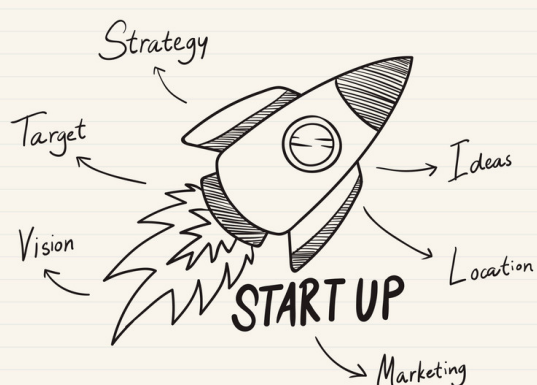 Strategy
Target
Ideas
Vision
Location
START UP
Marketing